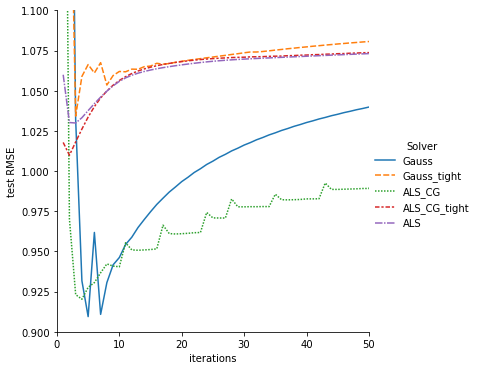 1.100
1.075
1.050
1.025
1.000
0.975
0.950
0.925
0.900
test RMSE
0 10 20 30 40 50
iterations
Solver
Gauss
Gauss_tight
ALS_CG
ALS_CG_tight
ALS